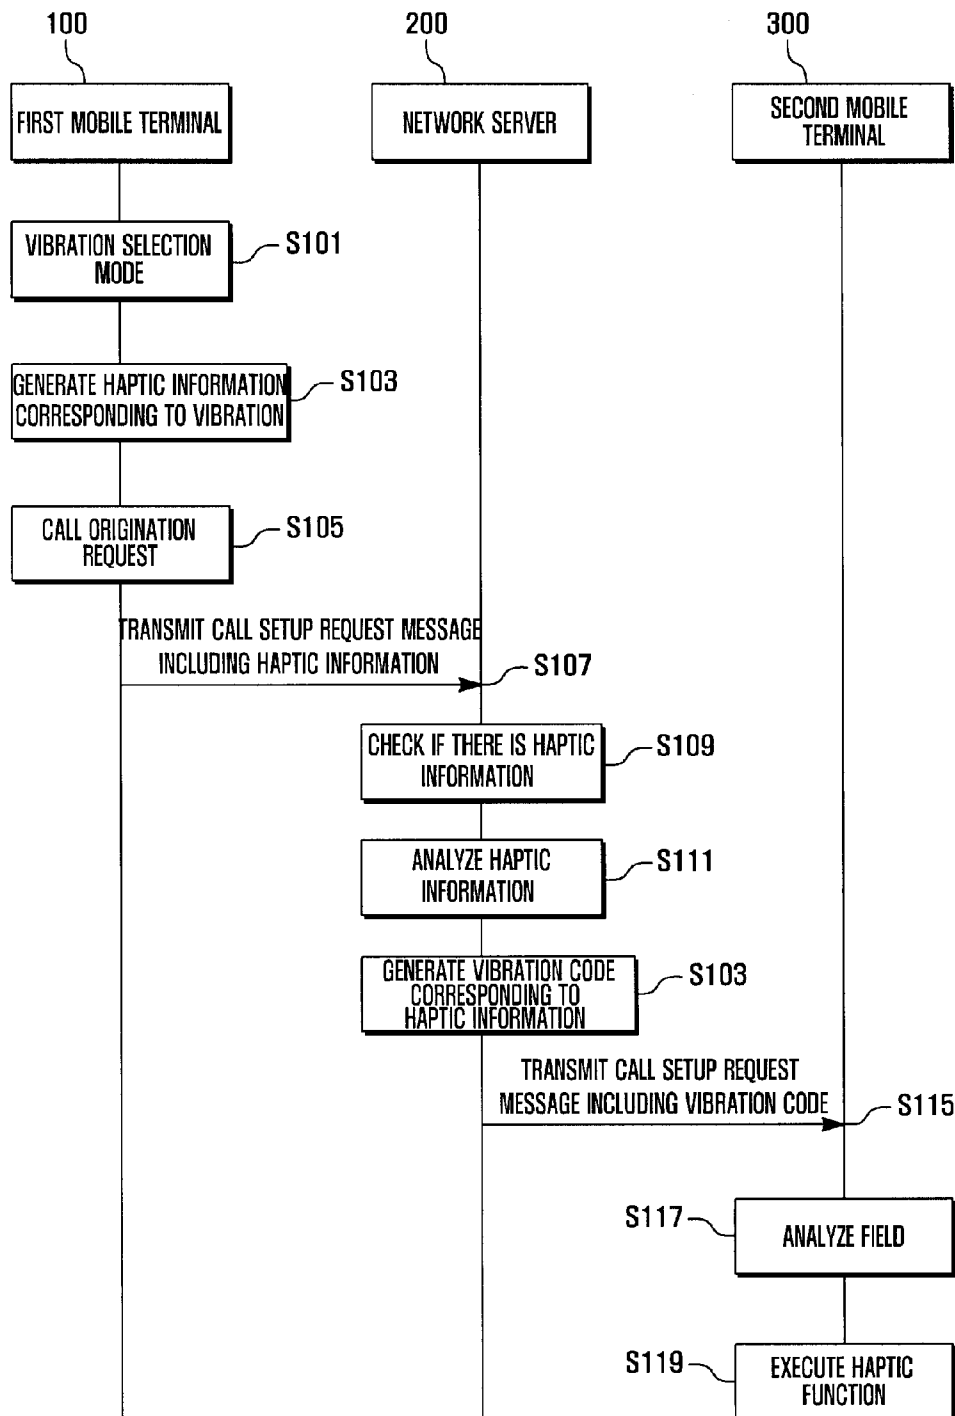 100
200
300
FIRST MOBILE TERMINAL
NETWORK SERVER
SECOND MOBILE
TERMINAL
VIBRATION SELECTION
MODE
S101
GENERATE HAPTIC INFORMATION
CORRESPONDING TO VIBRATION
S103
CALL ORIGINATION
REQUEST
S105
TRANSMIT CALL SETUP REQUEST MESSAGE
INCLUDING HAPTIC INFORMATION
S107
CHECK IF THERE IS HAPTIC
INFORMATION
S109
ANALYZE HAPTIC
INFORMATION
S111
GENERATE VIBRATION CODE
CORRESPONDING TO
HAPTIC INFORMATION
S103
TRANSMIT CALL SETUP REQUEST
MESSAGE INCLUDING VIBRATION CODE
S115
S117
ANALYZE FIELD
S119
EXECUTE HAPTIC
FUNCTION